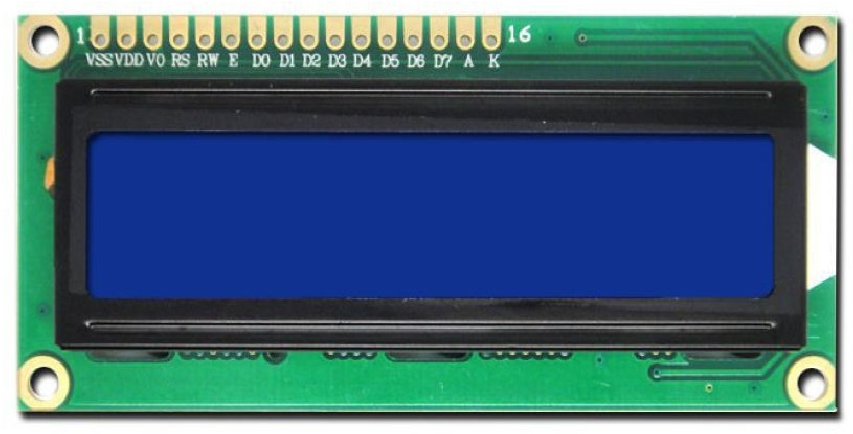 1 16
VSS VDD V0 RS RW E D0 D1 D2 D3 D4 D5 D6 D7 A K